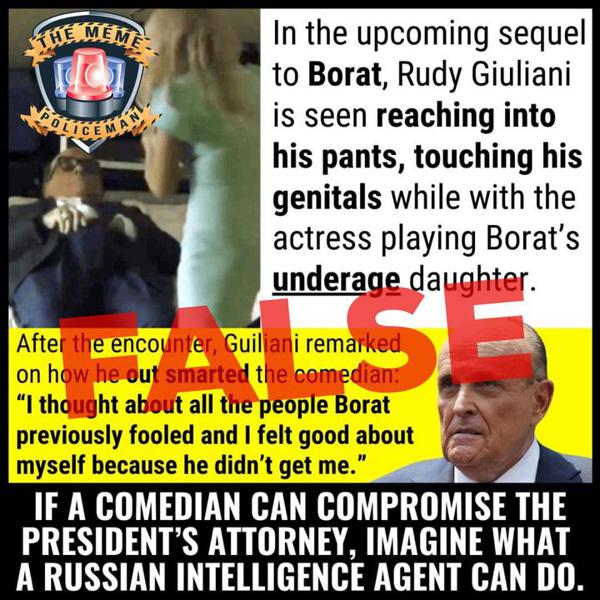 THE MEME
POLICEMAN
In the upcoming sequel
to Borat, Rudy Giuliani
is seen reaching into
his pants, touching his
genitals while with the
actress playing Borat's
underage daughter.
FALSE
After the encounter, Guiliani remarked
on how he out smarted the comedian:
“I thought about all the people Borat
previously fooled and I felt good about
myself because he didn't get me.”
IF A COMEDIAN CAN COMPROMISE THE
PRESIDENT'S ATTORNEY, IMAGINE WHAT
A RUSSIAN INTELLIGENCE AGENT CAN DO.